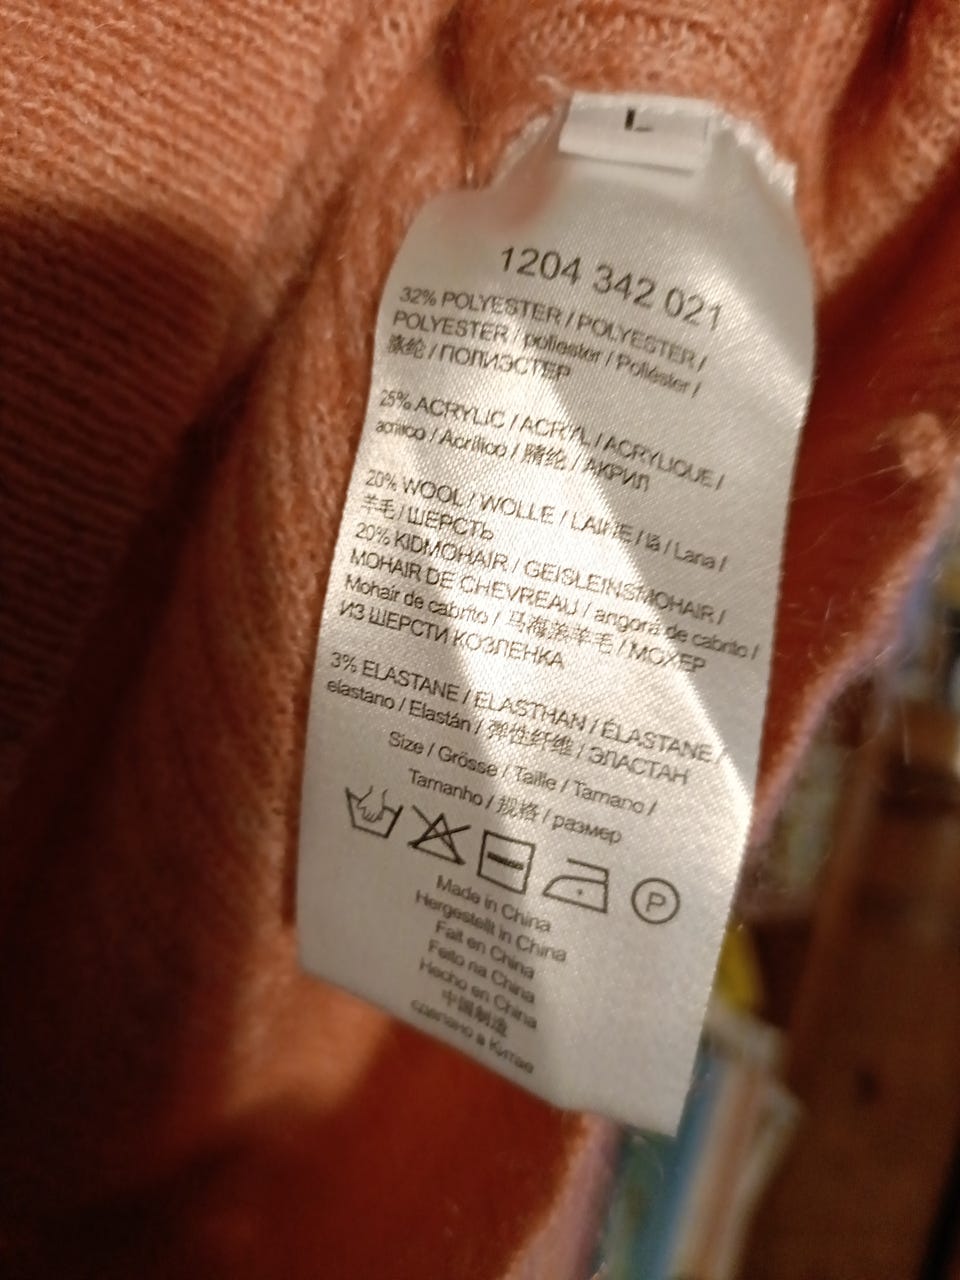 L
1204 342 021
32% POLYESTER / POLYESTER /
POLYESTER / poliester / Poliéster /
涤纶 / ПОЛИЭСТЕР
25% ACRYLIC / ACRYL / ACRYLIQUE /
acrílico / Acrílico / 腈纶 / АКРИЛ
20% WOOL / WOLLE / LAINE / lã / Lana /
羊毛 / ШЕРСТЬ
20% KIDMOHAIR / GEISLEINSMOHAIR /
MOHAIR DE CHEVREAU / angora de cabrito /
Mohair de cabrito / 马海羔羊毛 / МОХЕР
ИЗ ШЕРСТИ КОЗЛЕНКА
3% ELASTANE / ELASTHAN / ÉLASTANE /
elastano / Elastán / 弹性纤维 / ЭЛАСТАН
Size / Grösse / Taille / Tamano /
Tamanho / 规格 / размер
P
Made in China
Hergestellt in China
Fait en China
Feito na China
Hecho en China
中国制造
сделано в Китае